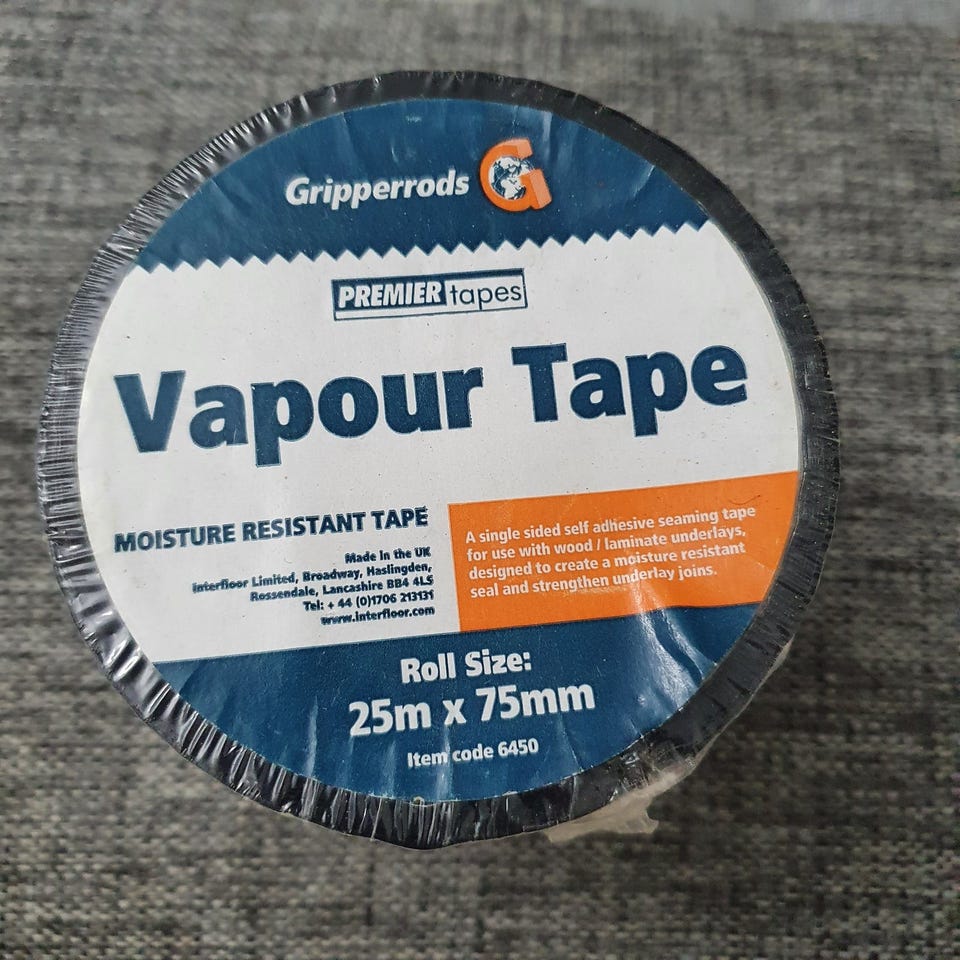 Gripperrods G
PREMIER tapes
Vapour Tape
MOISTURE RESISTANT TAPE
Made in the UK
Interfloor Limited, Broadway, Haslingden,
Rossendale, Lancashire BB4 4LS
Tel: + 44 (0)1706 213131
www.interfloor.com
A single sided self adhesive seaming tape
for use with wood / laminate underlays,
designed to create a moisture resistant
seal and strengthen underlay joins.
Roll Size:
25m x 75mm
Item code 6450